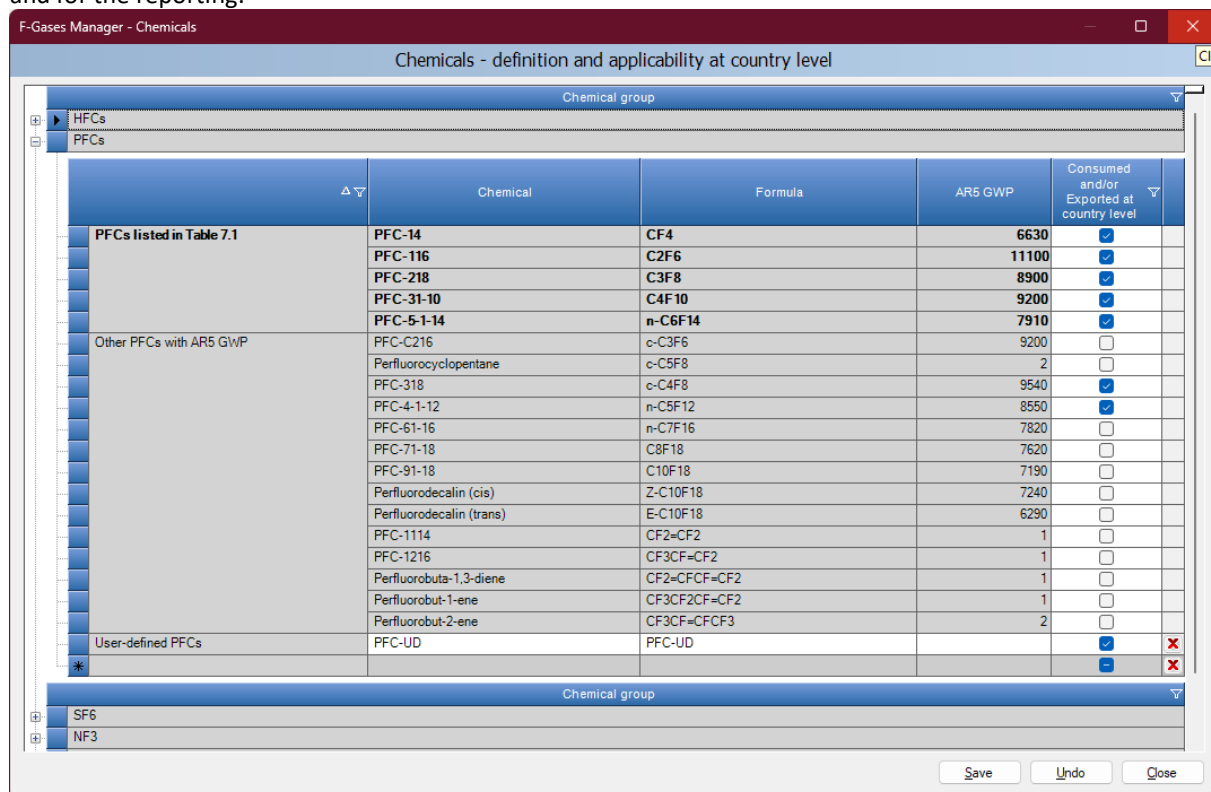 and for the reporting.
F-Gases Manager - Chemicals
Chemicals - definition and applicability at country level
Chemical group
HFCs
PFCs
Chemical Formula AR5 GWP Consumed
and/or
Exported at
country level
PFCs listed in Table 7.1 PFC-14 CF4 6630
PFC-116 C2F6 11100
PFC-218 C3F8 8900
PFC-31-10 C4F10 9200
PFC-5-1-14 n-C6F14 7910
Other PFCs with AR5 GWP PFC-C216 c-C3F6 9200
Perfluorocyclopentane c-C5F8 2
PFC-318 c-C4F8 9540
PFC-4-1-12 n-C5F12 8550
PFC-61-16 n-C7F16 7820
PFC-71-18 C8F18 7620
PFC-91-18 C10F18 7190
Perfluorodecalin (cis) Z-C10F18 7240
Perfluorodecalin (trans) E-C10F18 6290
PFC-1114 CF2=CF2 1
PFC-1216 CF3CF=CF2 1
Perfluorobuta-1,3-diene CF2=CFCF=CF2 1
Perfluorobut-1-ene CF3CF2CF=CF2 1
Perfluorobut-2-ene CF3CF=CFCF3 2
User-defined PFCs PFC-UD PFC-UD
Chemical group
SF6
NF3
Save Undo Close